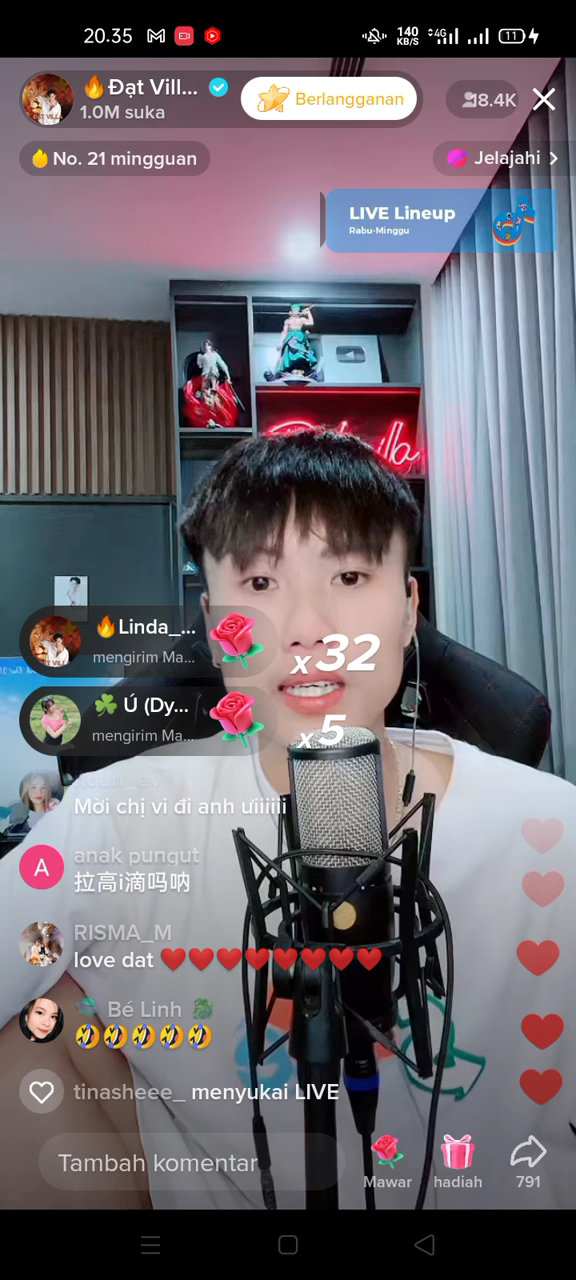 20.35
140
KB/S
4G
11
🔥Đạt Vill...
1.0M suka
Berlangganan
18.4K
No. 21 mingguan
Jelajahi
LIVE Lineup
Rabu-Minggu
🔥Linda_...
mengirim Ma...
x32
☘️ Ú (Dy...
mengirim Ma...
x5
Mời chị vi đi anh ưiiiiii
A
anak pungut
拉高i滴吗呐
RISMA_M
love dat ❤️❤️❤️❤️❤️❤️❤️❤️
Bé Linh 🐉
🤣🤣🤣🤣🤣
tinasheee_ menyukai LIVE
Tambah komentar
Mawar
hadiah
791